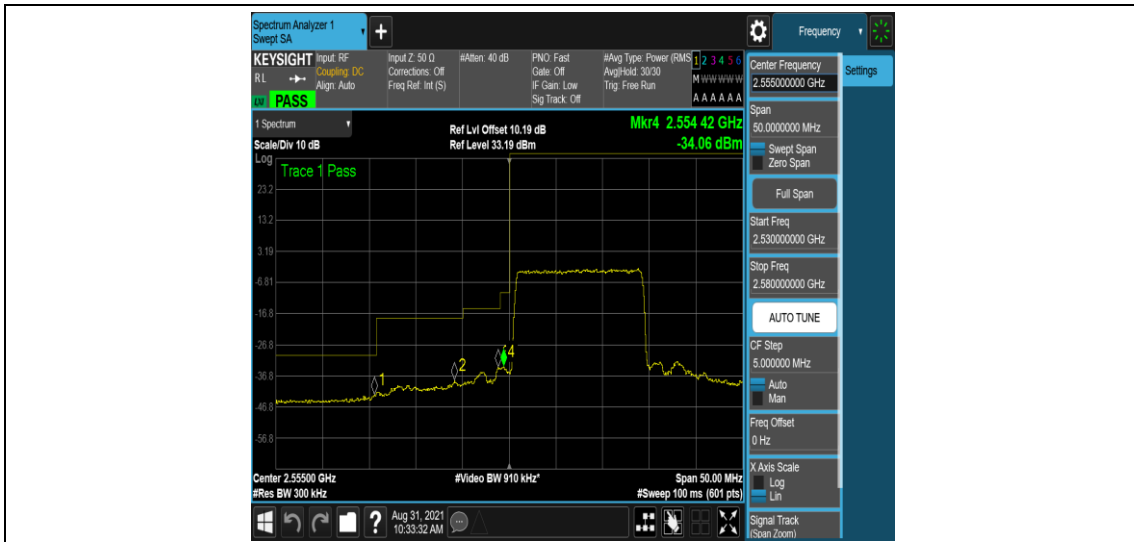 Spectrum Analyzer 1
Swept SA
+
Frequency
KEYSIGHT
RL
LXI
PASS
Input: RF
Coupling: DC
Align: Auto
Input Z: 50 Ω
Corrections: Off
Freq Ref: Int (S)
#Atten: 40 dB
PNO: Fast
Gate: Off
IF Gain: Low
Sig Track: Off
#Avg Type: Power (RMS
Avg|Hold: 30/30
Trig: Free Run
1 2 3 4 5 6
M W W W W W
A A A A A A
1 Spectrum
Scale/Div 10 dB
Ref Lvl Offset 10.19 dB
Ref Level 33.19 dBm
Mkr4 2.554 42 GHz
-34.06 dBm
Log
Trace 1 Pass
23.2
13.2
3.19
-6.81
-16.8
-26.8
-36.8
-46.8
-56.8
1
2
4
Center 2.55500 GHz
#Res BW 300 kHz
#Video BW 910 kHz*
Span 50.00 MHz
#Sweep 100 ms (601 pts)
?
Aug 31, 2021
10:33:32 AM
Center Frequency
2.555000000 GHz
Settings
Span
50.0000000 MHz
Swept Span
Zero Span
Full Span
Start Freq
2.530000000 GHz
Stop Freq
2.580000000 GHz
AUTO TUNE
CF Step
5.000000 MHz
Auto
Man
Freq Offset
0 Hz
X Axis Scale
Log
Lin
Signal Track
(Span Zoom)